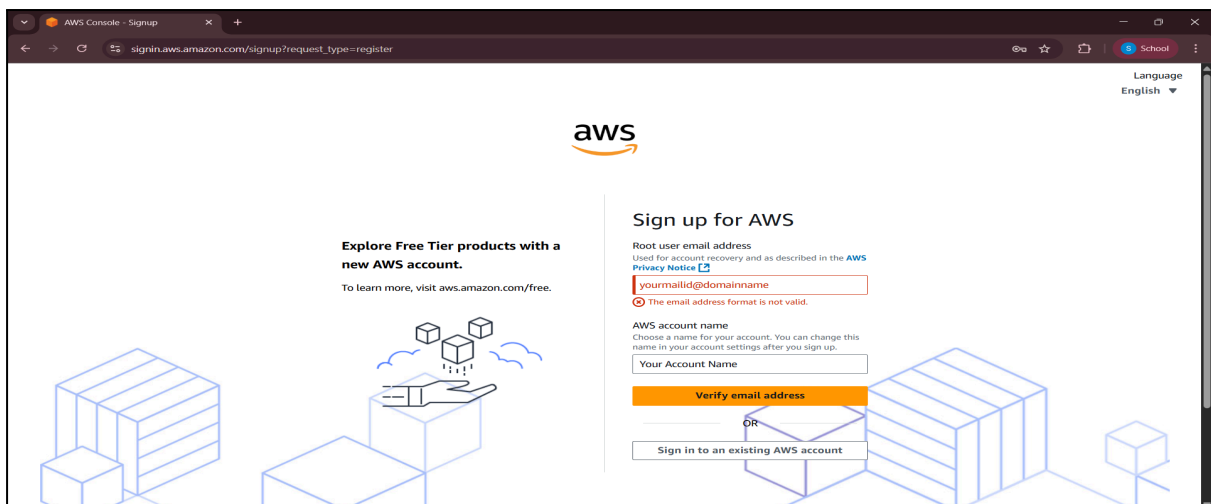 AWS Console - Signup
signin.aws.amazon.com/signup?request_type=register
S School
Language
English
aws
Explore Free Tier products with a
new AWS account.
To learn more, visit aws.amazon.com/free.
Sign up for AWS
Root user email address
Used for account recovery and as described in the AWS
Privacy Notice
yourmailid@domainname
The email address format is not valid.
AWS account name
Choose a name for your account. You can change this
name in your account settings after you sign up.
Your Account Name
Verify email address
OR
Sign in to an existing AWS account